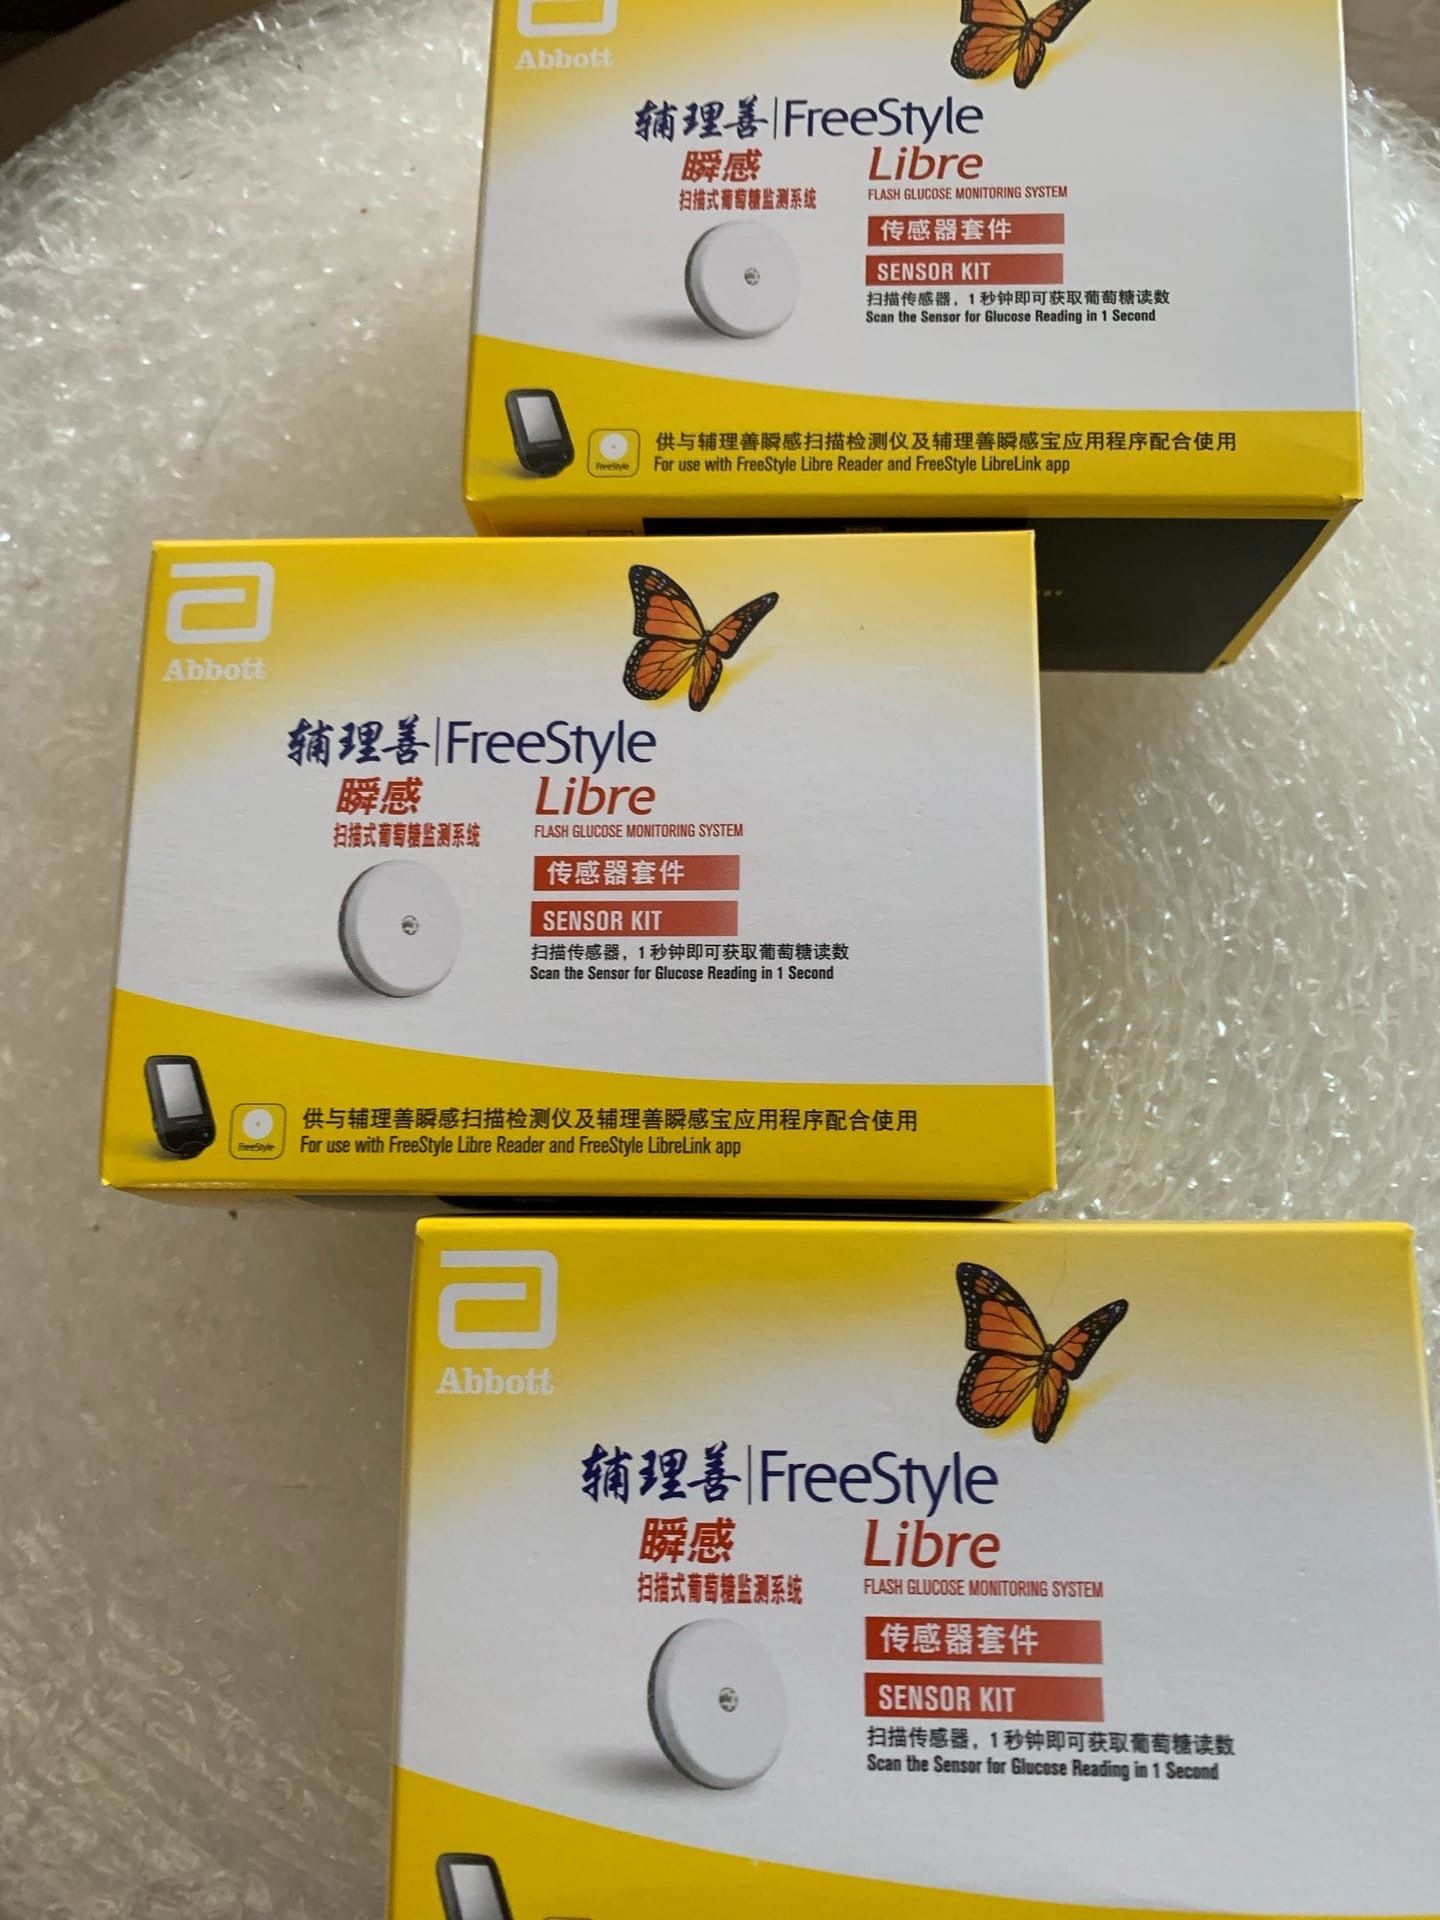 Abbott
辅理善|FreeStyle
瞬感 Libre
扫描式葡萄糖监测系统 FLASH GLUCOSE MONITORING SYSTEM
传感器套件
SENSOR KIT
扫描传感器，1秒钟即可获取葡萄糖读数
Scan the Sensor for Glucose Reading in 1 Second
FreeStyle
供与辅理善瞬感扫描检测仪及辅理善瞬感宝应用程序配合使用
For use with FreeStyle Libre Reader and FreeStyle LibreLink app
Abbott
辅理善|FreeStyle
瞬感 Libre
扫描式葡萄糖监测系统 FLASH GLUCOSE MONITORING SYSTEM
传感器套件
SENSOR KIT
扫描传感器，1秒钟即可获取葡萄糖读数
Scan the Sensor for Glucose Reading in 1 Second
FreeStyle
供与辅理善瞬感扫描检测仪及辅理善瞬感宝应用程序配合使用
For use with FreeStyle Libre Reader and FreeStyle LibreLink app
Abbott
辅理善|FreeStyle
瞬感 Libre
扫描式葡萄糖监测系统 FLASH GLUCOSE MONITORING SYSTEM
传感器套件
SENSOR KIT
扫描传感器，1秒钟即可获取葡萄糖读数
Scan the Sensor for Glucose Reading in 1 Second